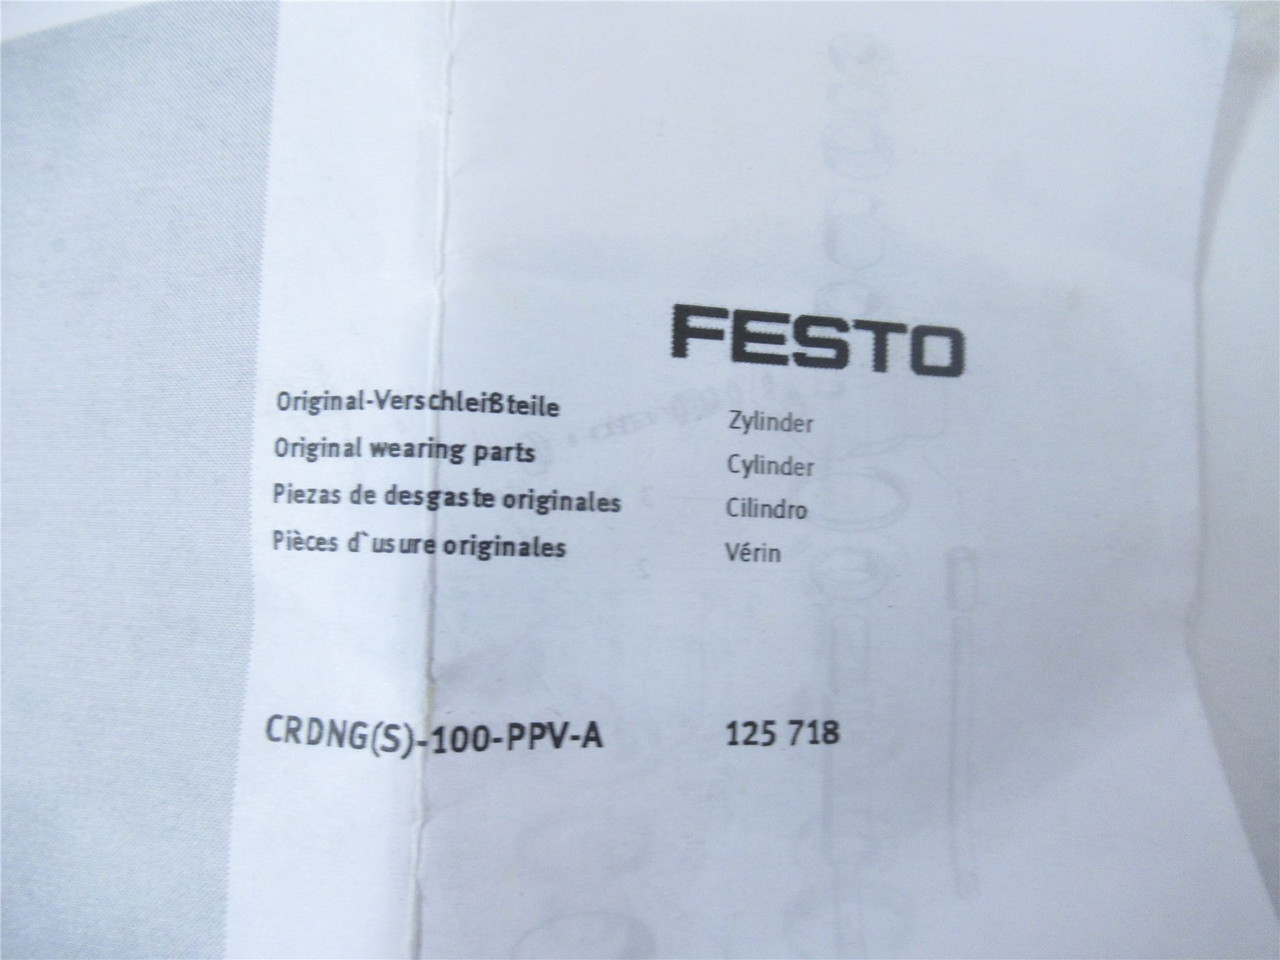 FESTO
Original-Verschleißteile Zylinder
Original wearing parts Cylinder
Piezas de desgaste originales Cilindro
Pièces d`usure originales Vérin
CRDNG(S)-100-PPV-A 125 718